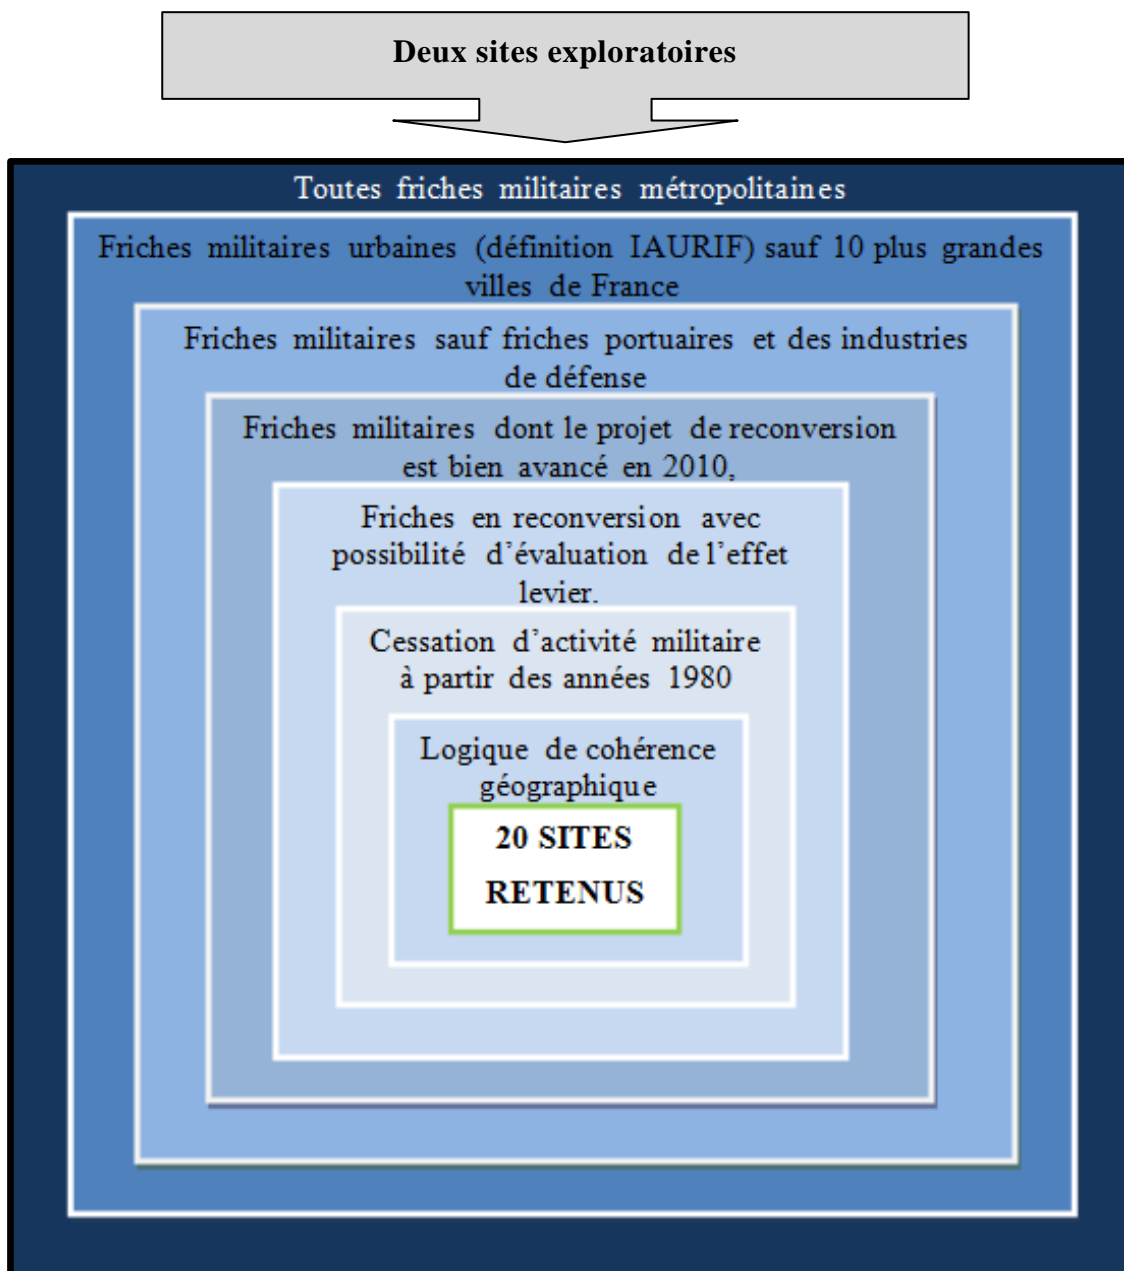 Deux sites exploratoires
Toutes friches militaires métropolitaines
Friches militaires urbaines (définition IAURIF) sauf 10 plus grandes
villes de France
Friches militaires sauf friches portuaires et des industries
de défense
Friches militaires dont le projet de reconversion
est bien avancé en 2010,
Friches en reconversion avec
possibilité d'évaluation de l'effet
levier.
Cessation d'activité militaire
à partir des années 1980
Logique de cohérence
géographique
20 SITES
RETENUS